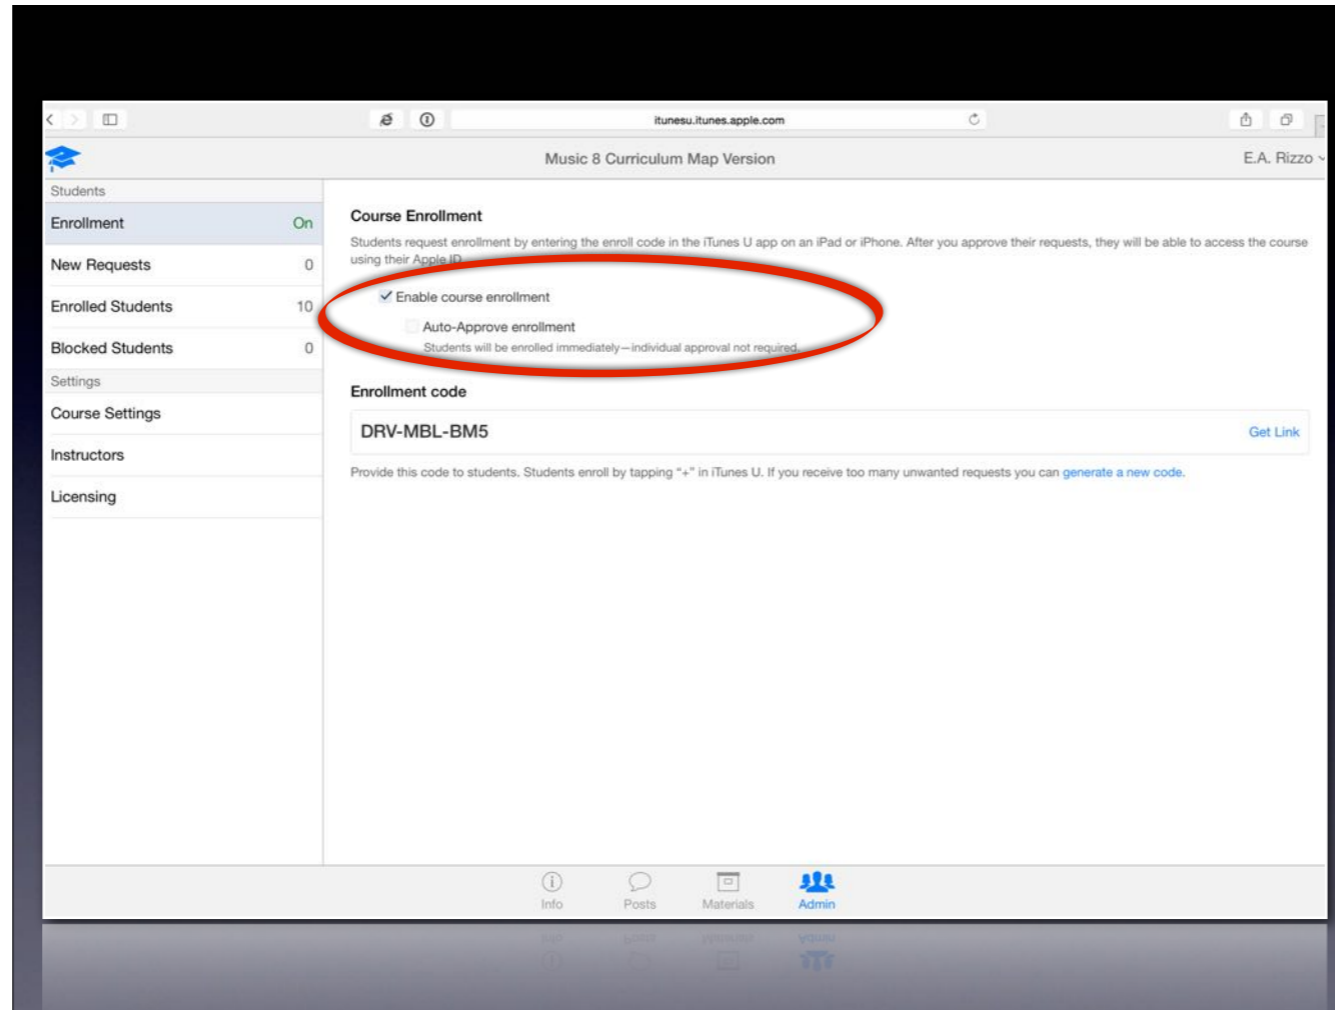 itunesu.itunes.apple.com
Music 8 Curriculum Map Version
E.A. Rizzo
Students
Enrollment On
New Requests 0
Enrolled Students 10
Blocked Students 0
Settings
Course Settings
Instructors
Licensing
Course Enrollment
Students request enrollment by entering the enroll code in the iTunes U app on an iPad or iPhone. After you approve their requests, they will be able to access the course
using their Apple ID
Enable course enrollment
Auto-Approve enrollment
Students will be enrolled immediately—individual approval not required.
Enrollment code
DRV-MBL-BM5
Get Link
Provide this code to students. Students enroll by tapping “+” in iTunes U. If you receive too many unwanted requests you can generate a new code.
Info Posts Materials Admin